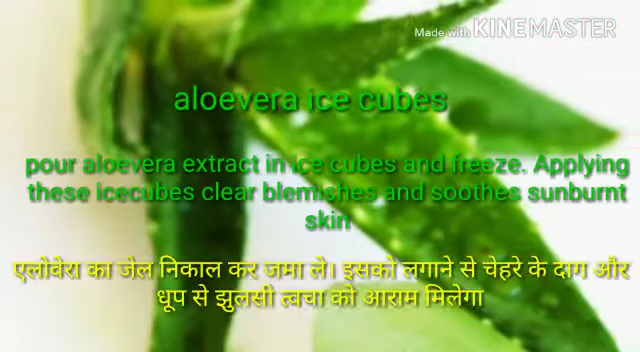 Made with KINEMASTER
aloevera ice cubes
pour aloevera extract in ice cubes and freeze. Applying
these icecubes clear blemishes and soothes sunburnt
skin
एलोवेरा का जेल निकाल कर जमा ले। इसको लगाने से चेहरे के दाग और
धूप से झुलसी त्वचा को आराम मिलेगा